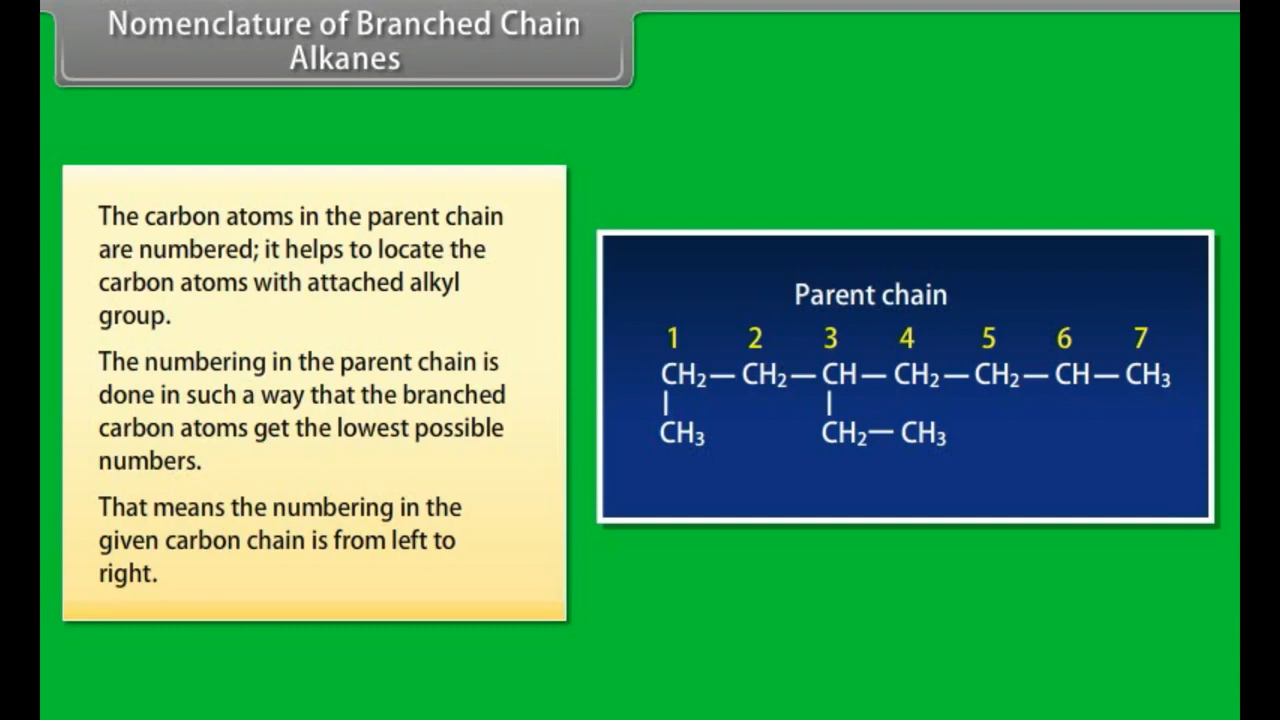 Nomenclature of Branched Chain
Alkanes
The carbon atoms in the parent chain
are numbered; it helps to locate the
carbon atoms with attached alkyl
group.
The numbering in the parent chain is
done in such a way that the branched
carbon atoms get the lowest possible
numbers.
That means the numbering in the
given carbon chain is from left to
right.
Parent chain
1 2 3 4 5 6 7
CH₂— CH₂— CH— CH₂— CH₂— CH— CH₃
| |
CH₃ CH₂— CH₃